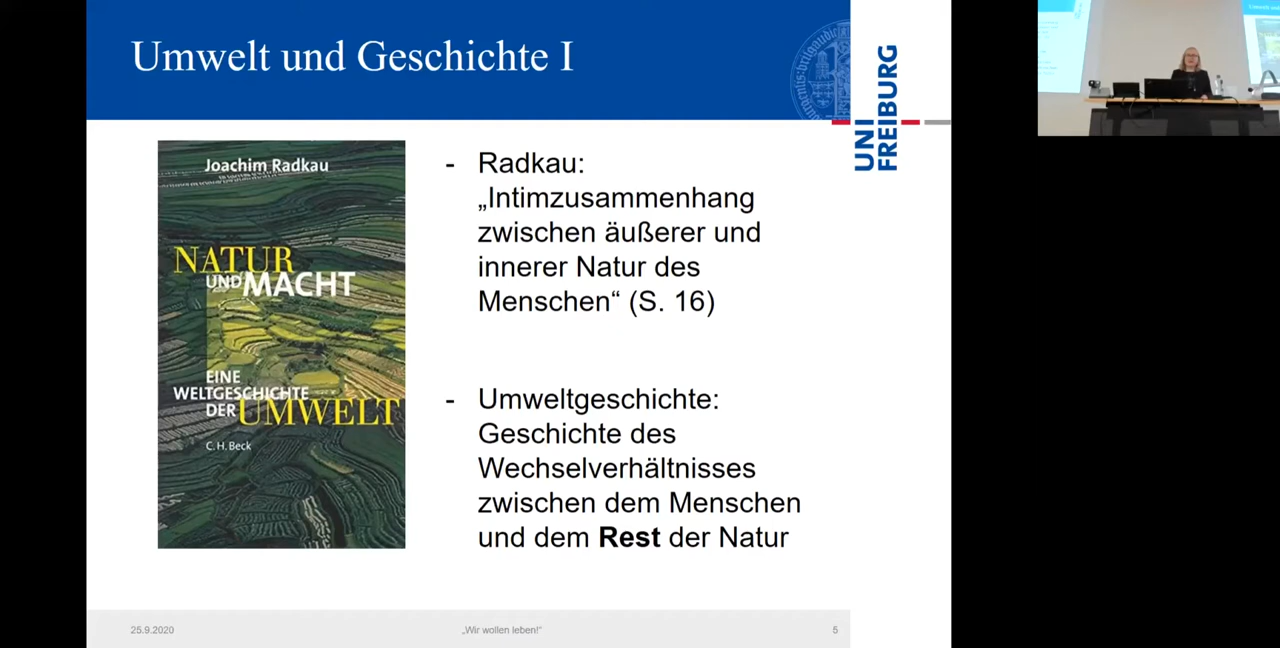 Umwelt und Geschichte I
UNI
FREIBURG
Joachim Radkau
NATUR
UND MACHT
EINE
WELTGESCHICHTE
DER UMWELT
C.H.Beck
- Radkau:
„Intimzusammenhang
zwischen äußerer und
innerer Natur des
Menschen“ (S. 16)
- Umweltgeschichte:
Geschichte des
Wechselverhältnisses
zwischen dem Menschen
und dem Rest der Natur
25.9.2020
„Wir wollen leben!“
5